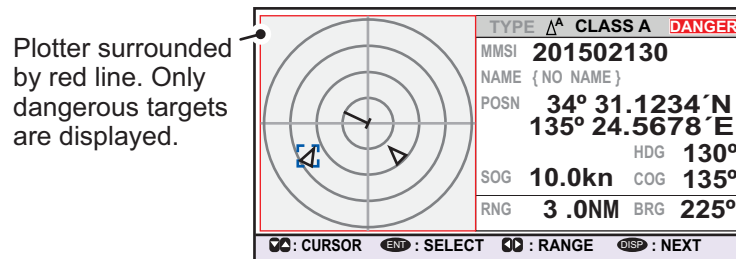 Plotter surrounded
by red line. Only
dangerous targets
are displayed.
TYPE A CLASS A DANGER
MMSI 201502130
NAME { NO NAME }
POSN 34º 31.1234´N
135º 24.5678´E
HDG 130º
SOG 10.0kn COG 135º
RNG 3 .0NM BRG 225º
: CURSOR ENT : SELECT : RANGE DISP : NEXT